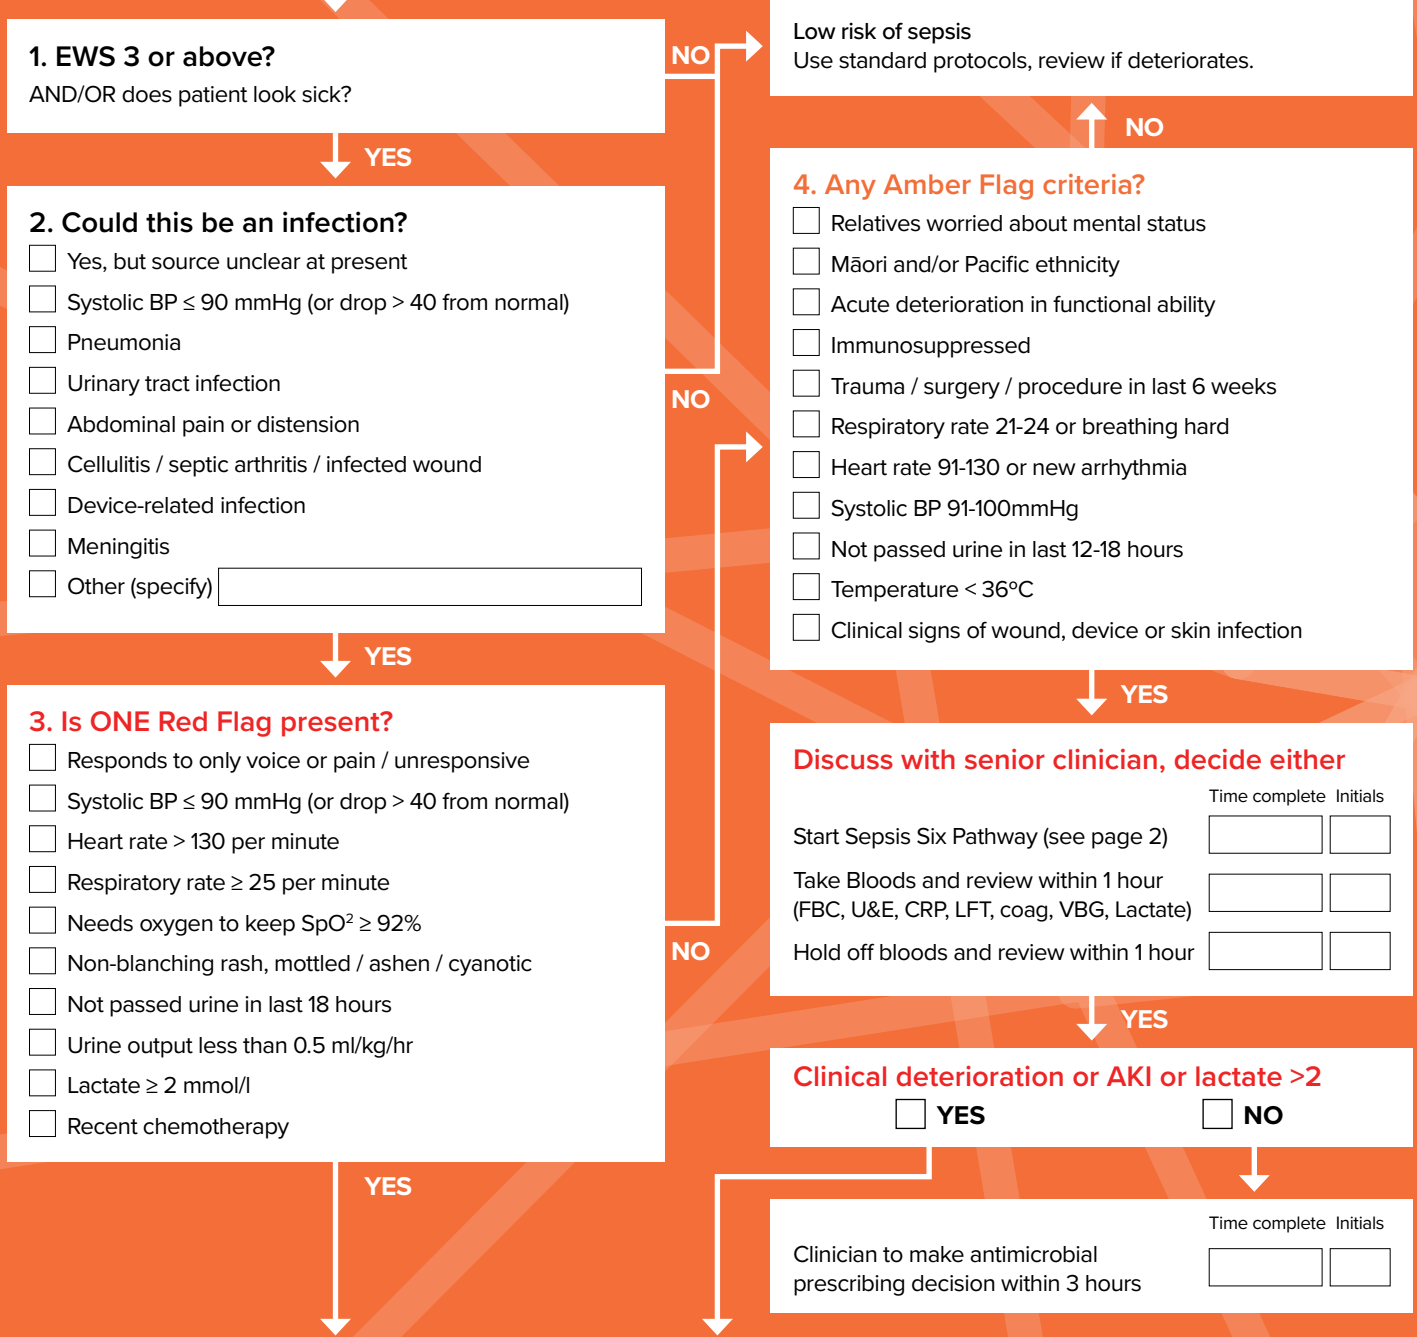 1. EWS 3 or above?
AND/OR does patient look sick?
NO
YES
2. Could this be an infection?
Yes, but source unclear at present
Systolic BP ≤ 90 mmHg (or drop > 40 from normal)
Pneumonia
Urinary tract infection
Abdominal pain or distension
Cellulitis / septic arthritis / infected wound
Device-related infection
Meningitis
Other (specify)
NO
YES
3. Is ONE Red Flag present?
Responds to only voice or pain / unresponsive
Systolic BP ≤ 90 mmHg (or drop > 40 from normal)
Heart rate > 130 per minute
Respiratory rate ≥ 25 per minute
Needs oxygen to keep SpO² ≥ 92%
Non-blanching rash, mottled / ashen / cyanotic
Not passed urine in last 18 hours
Urine output less than 0.5 ml/kg/hr
Lactate ≥ 2 mmol/l
Recent chemotherapy
NO
YES
Low risk of sepsis
Use standard protocols, review if deteriorates.
NO
4. Any Amber Flag criteria?
Relatives worried about mental status
Māori and/or Pacific ethnicity
Acute deterioration in functional ability
Immunosuppressed
Trauma / surgery / procedure in last 6 weeks
Respiratory rate 21-24 or breathing hard
Heart rate 91-130 or new arrhythmia
Systolic BP 91-100mmHg
Not passed urine in last 12-18 hours
Temperature < 36ºC
Clinical signs of wound, device or skin infection
YES
Discuss with senior clinician, decide either
Time complete Initials
Start Sepsis Six Pathway (see page 2)
Take Bloods and review within 1 hour
(FBC, U&E, CRP, LFT, coag, VBG, Lactate)
Hold off bloods and review within 1 hour
YES
Clinical deterioration or AKI or lactate >2
YES NO
Time complete Initials
Clinician to make antimicrobial
prescribing decision within 3 hours